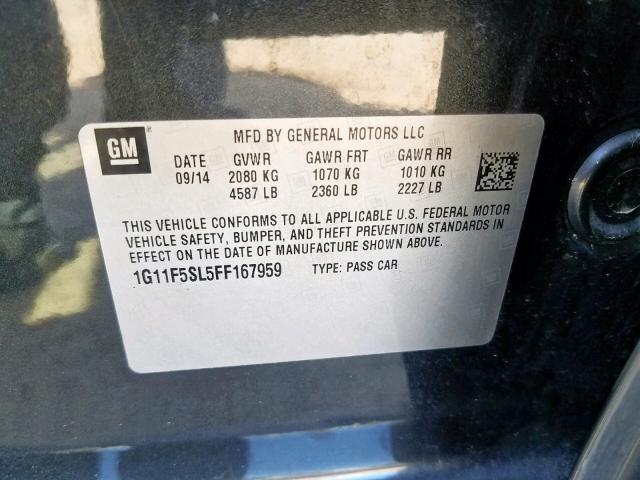 GM
MFD BY GENERAL MOTORS LLC
DATE GVWR GAWR FRT GAWR RR
09/14 2080 KG 1070 KG 1010 KG
4587 LB 2360 LB 2227 LB
THIS VEHICLE CONFORMS TO ALL APPLICABLE U.S. FEDERAL MOTOR
VEHICLE SAFETY, BUMPER, AND THEFT PREVENTION STANDARDS IN
EFFECT ON THE DATE OF MANUFACTURE SHOWN ABOVE.
1G11F5SL5FF167959 TYPE: PASS CAR